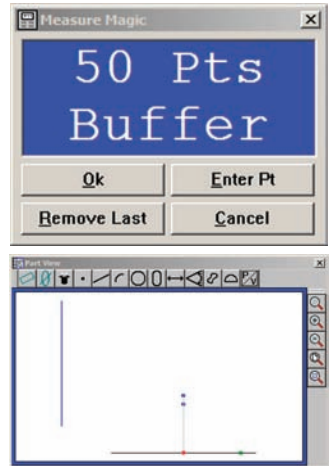 Measure Magic
50 Pts
Buffer
Ok
Enter Pt
Remove Last
Cancel
Part View